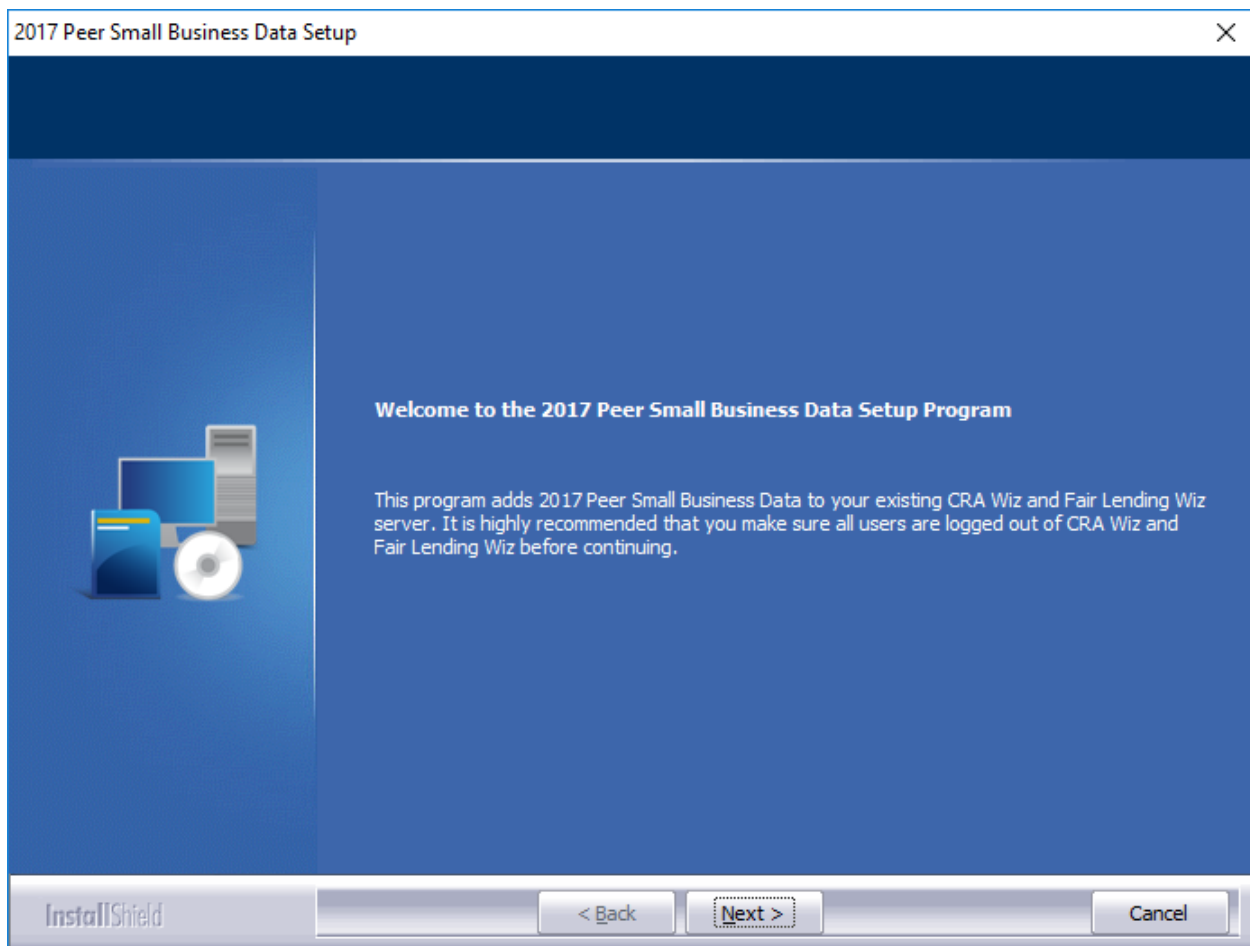 2017 Peer Small Business Data Setup
Welcome to the 2017 Peer Small Business Data Setup Program
This program adds 2017 Peer Small Business Data to your existing CRA Wiz and Fair Lending Wiz
server. It is highly recommended that you make sure all users are logged out of CRA Wiz and
Fair Lending Wiz before continuing.
InstallShield
< Back
Next >
Cancel